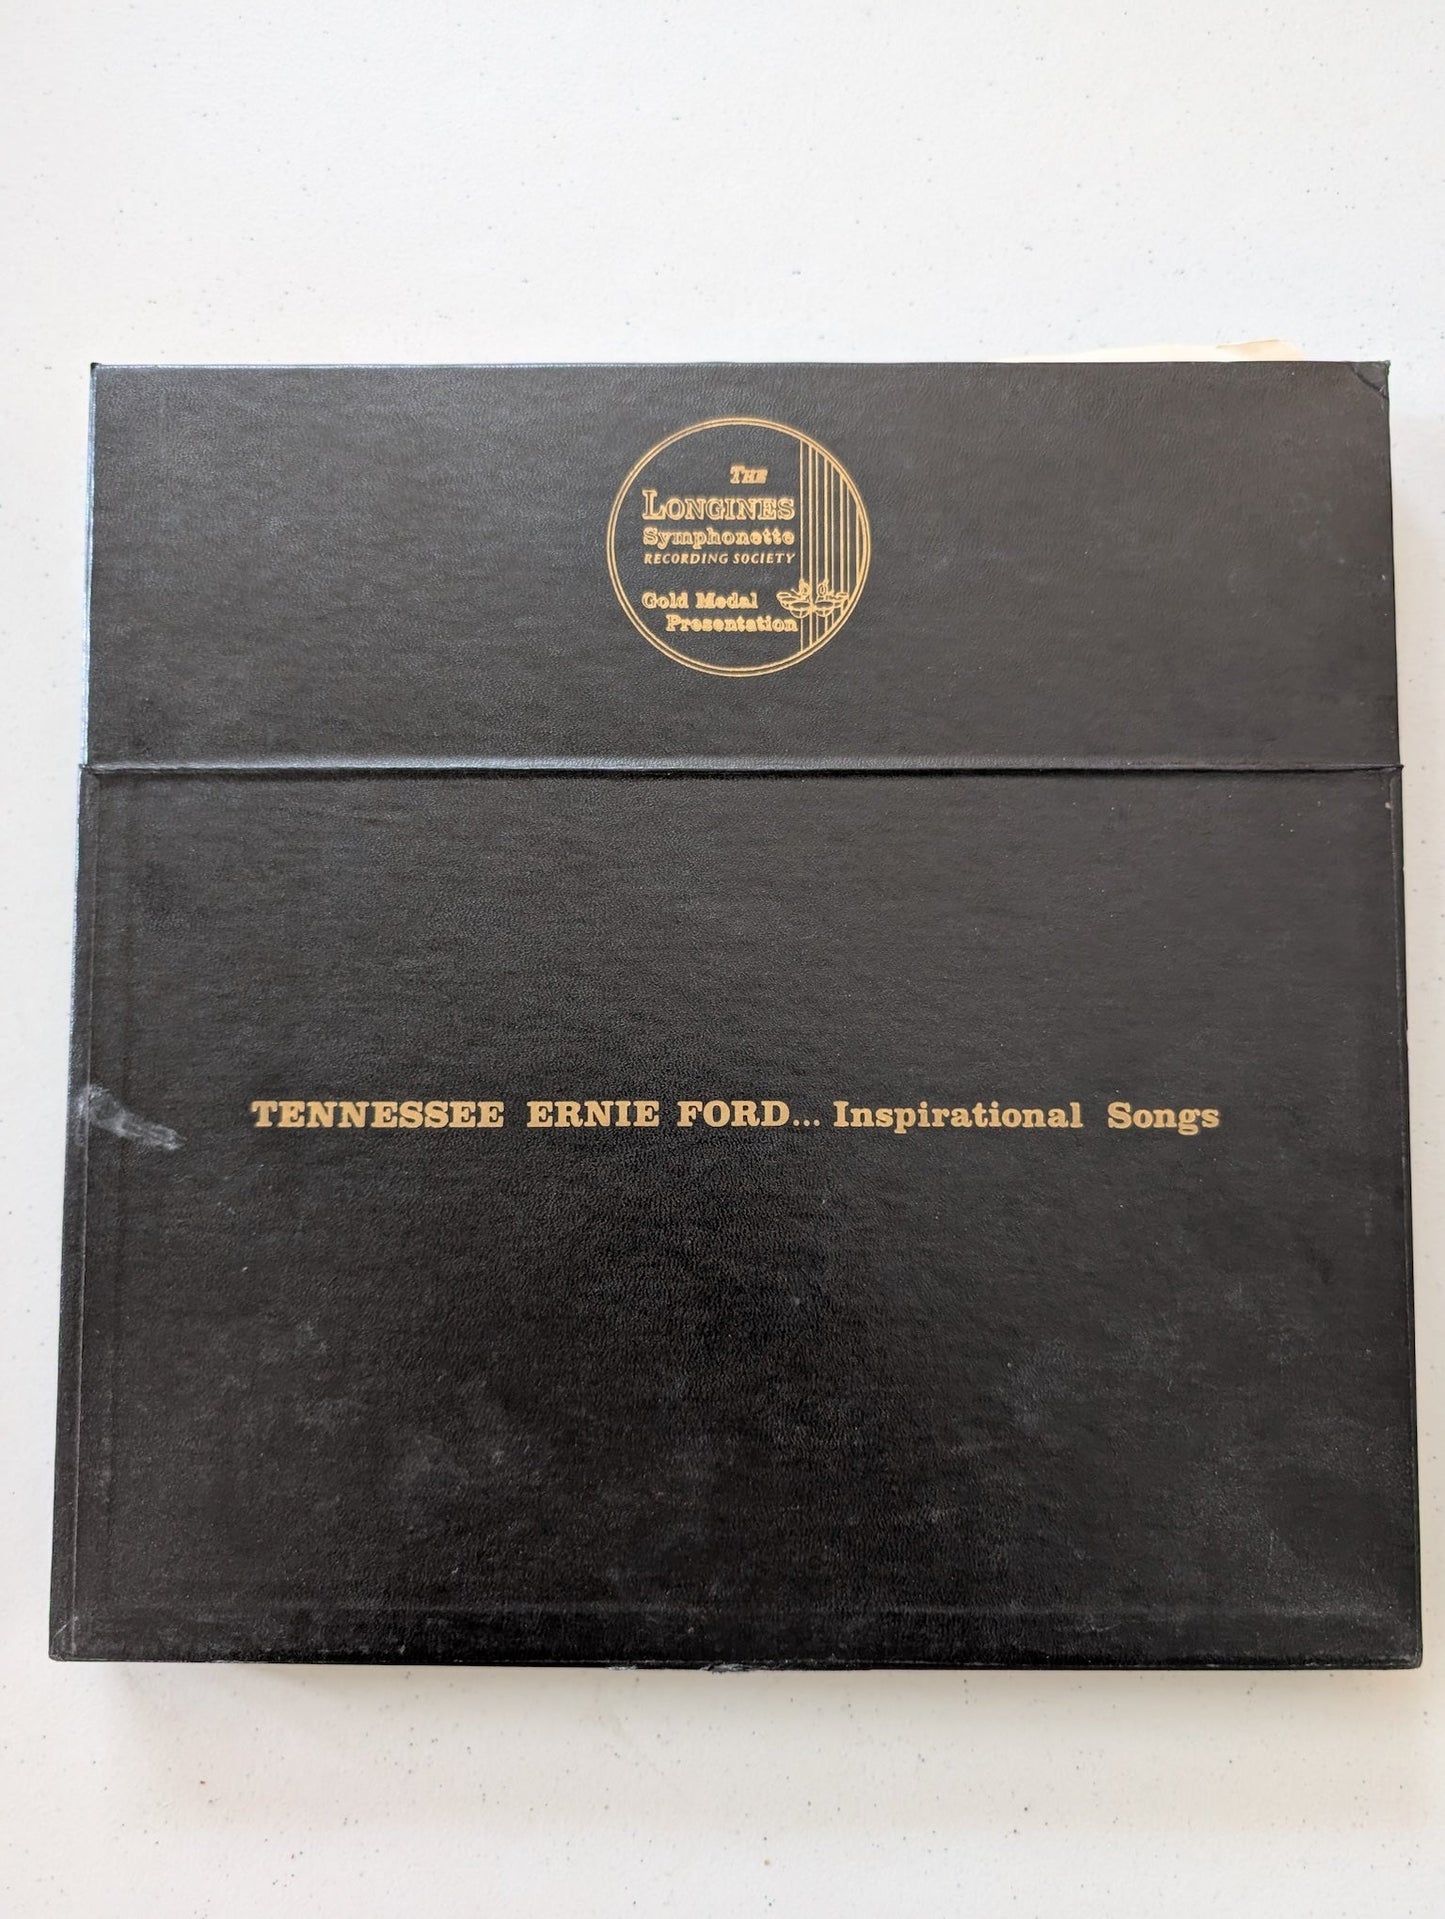 THE
LONGINES
Symphonette
RECORDING SOCIETY
Gold Medal
Presentation
TENNESSEE ERNIE FORD... Inspirational Songs